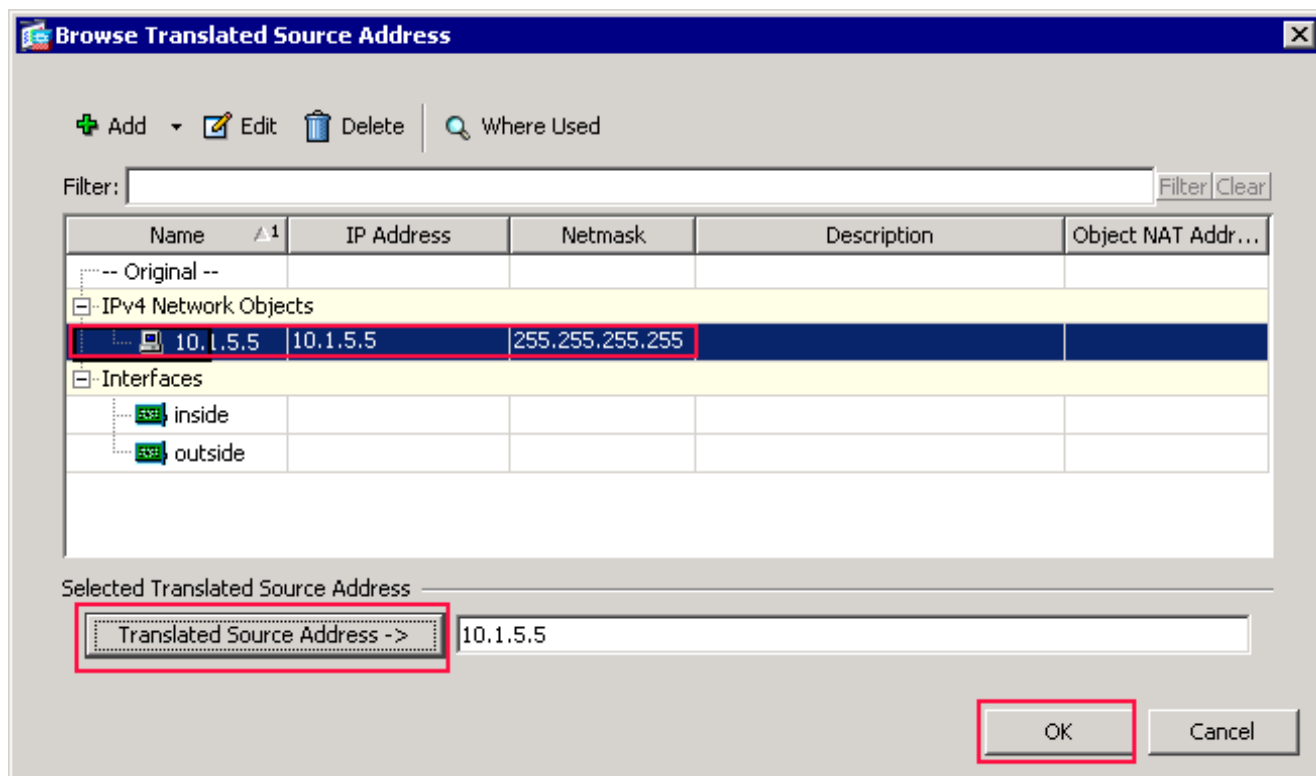 Browse Translated Source Address
Add Edit Delete Where Used
Filter: Filter Clear
Name 1 IP Address Netmask Description Object NAT Addr...
-- Original --
IPv4 Network Objects
10.1.5.5 10.1.5.5 255.255.255.255
Interfaces
inside
outside
Selected Translated Source Address
Translated Source Address -> 10.1.5.5
OK Cancel